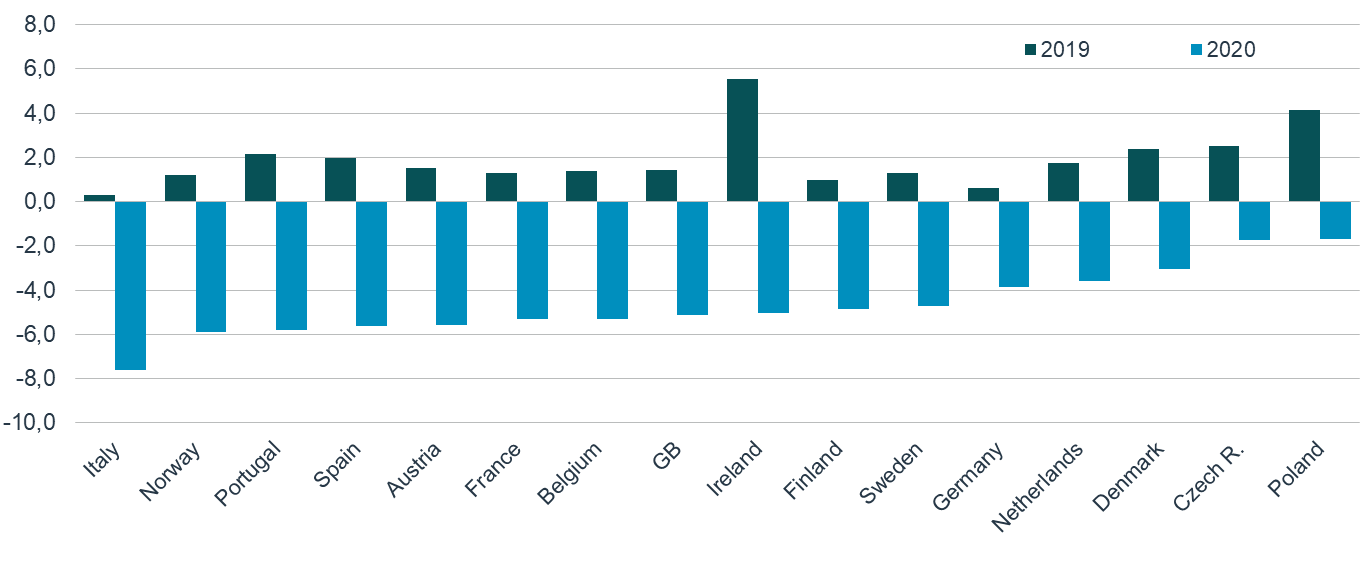 8,0
2019
2020
6,0
4,0
2,0
0,0
-2,0
-4,0
-6,0
-8,0
-10,0
Italy
Norway
Portugal
Spain
Austria
France
Belgium
GB
Ireland
Finland
Sweden
Germany
Netherlands
Denmark
Czech R.
Poland